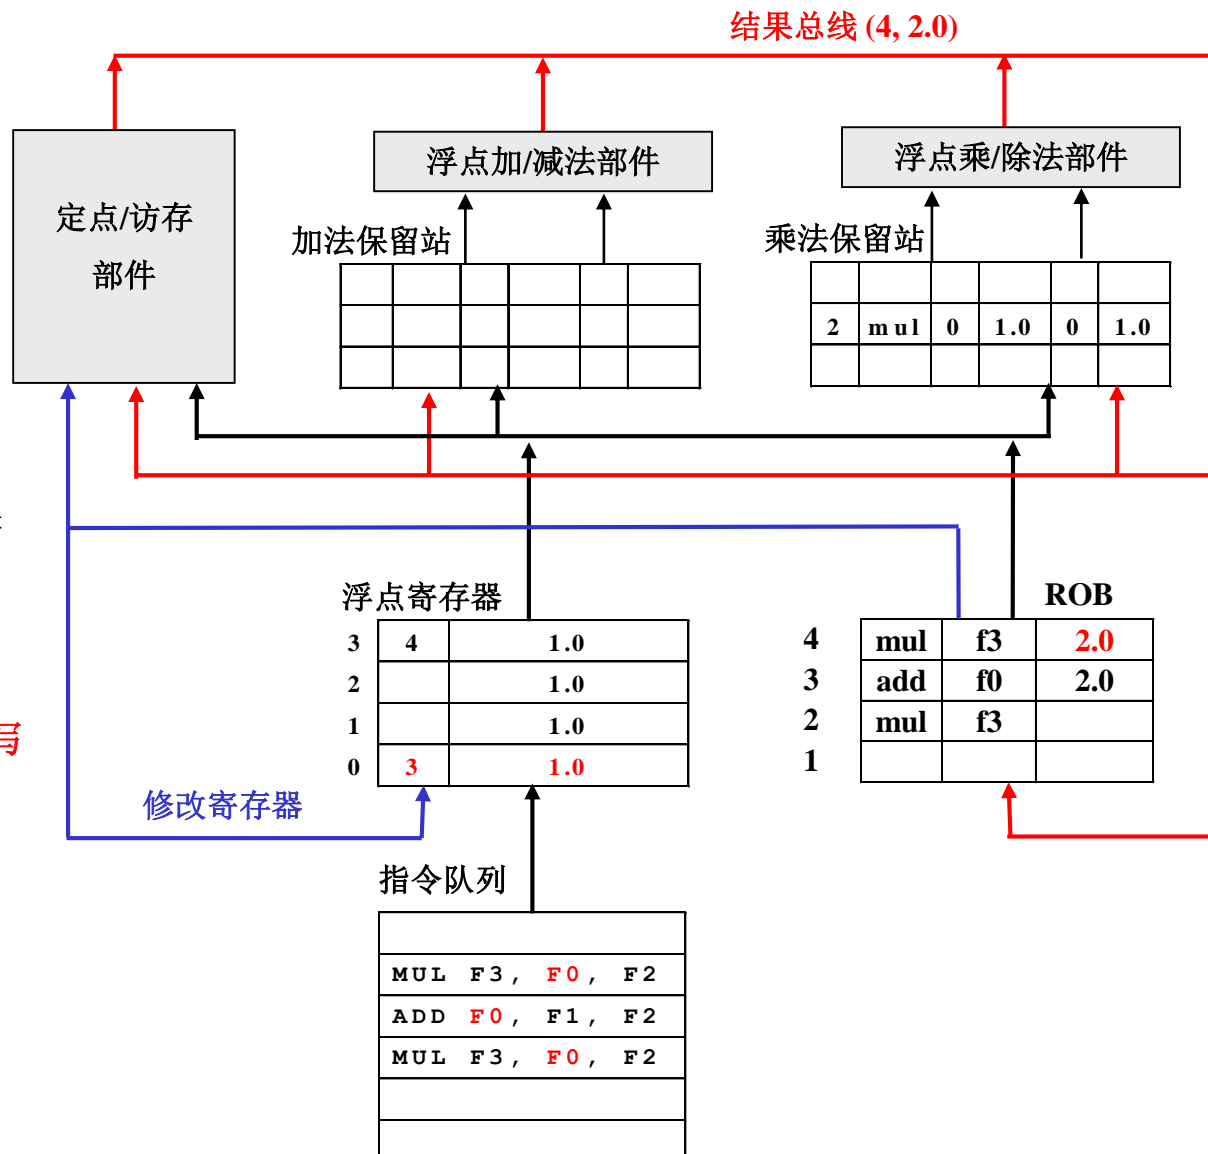 结果总线 (4, 2.0)
定点/访存
部件
浮点加/减法部件
浮点乘/除法部件
加法保留站
乘法保留站
2 mul 0 1.0 0 1.0
浮点寄存器
3 4 1.0
2 1.0
1 1.0
0 3 1.0
ROB
4 mul f3 2.0
3 add f0 2.0
2 mul f3
1
写
修改寄存器
指令队列
MUL F3, F0, F2
ADD F0, F1, F2
MUL F3, F0, F2